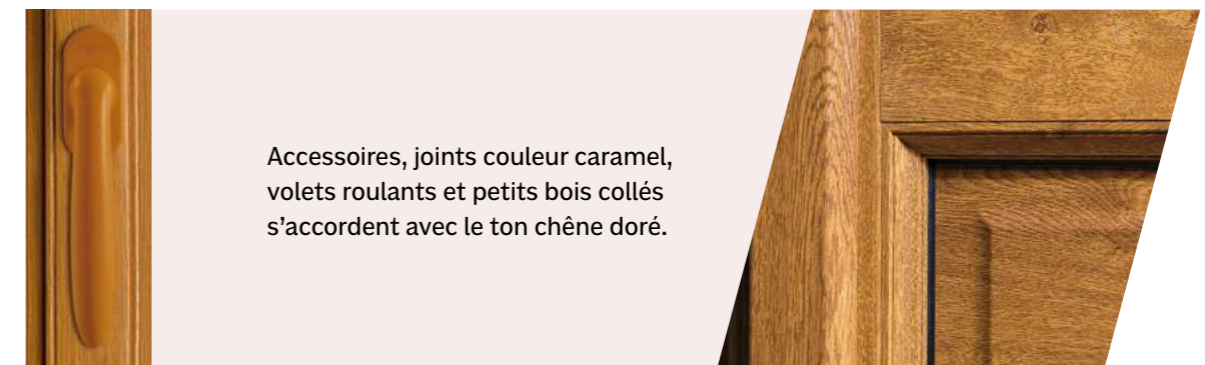 Accessoires, joints couleur caramel,
volets roulants et petits bois collés
s’accordent avec le ton chêne doré.